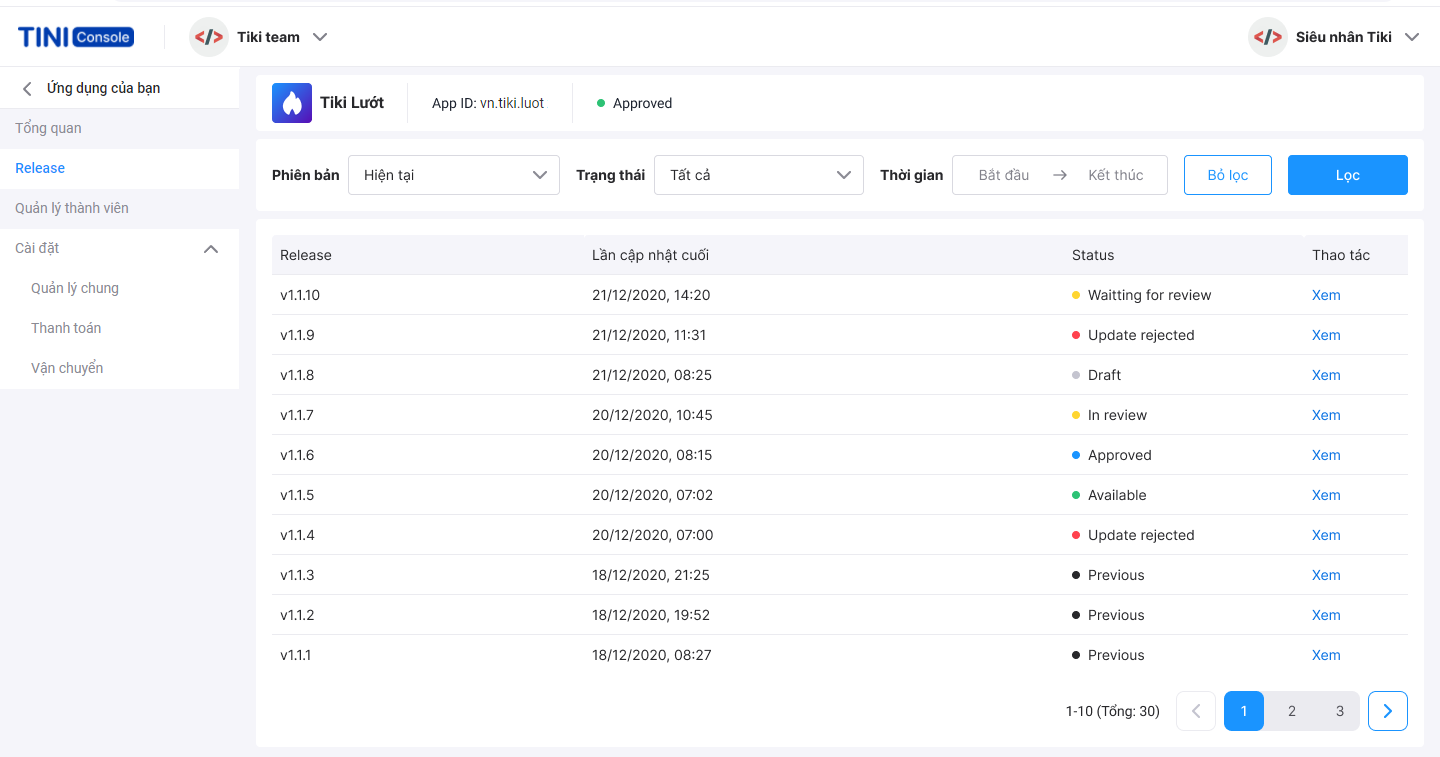 TINI Console
Tiki team
Siêu nhân Tiki
Ứng dụng của bạn
Tổng quan
Release
Quản lý thành viên
Cài đặt
Quản lý chung
Thanh toán
Vận chuyển
Tiki Lướt App ID: vn.tiki.luot Approved
Phiên bản Hiện tại Trạng thái Tất cả Thời gian Bắt đầu → Kết thúc Bỏ lọc Lọc
Release Lần cập nhật cuối Status Thao tác
v1.1.10 21/12/2020, 14:20 Waitting for review Xem
v1.1.9 21/12/2020, 11:31 Update rejected Xem
v1.1.8 21/12/2020, 08:25 Draft Xem
v1.1.7 20/12/2020, 10:45 In review Xem
v1.1.6 20/12/2020, 08:15 Approved Xem
v1.1.5 20/12/2020, 07:02 Available Xem
v1.1.4 20/12/2020, 07:00 Update rejected Xem
v1.1.3 18/12/2020, 21:25 Previous Xem
v1.1.2 18/12/2020, 19:52 Previous Xem
v1.1.1 18/12/2020, 08:27 Previous Xem
1-10 (Tổng: 30) 1 2 3